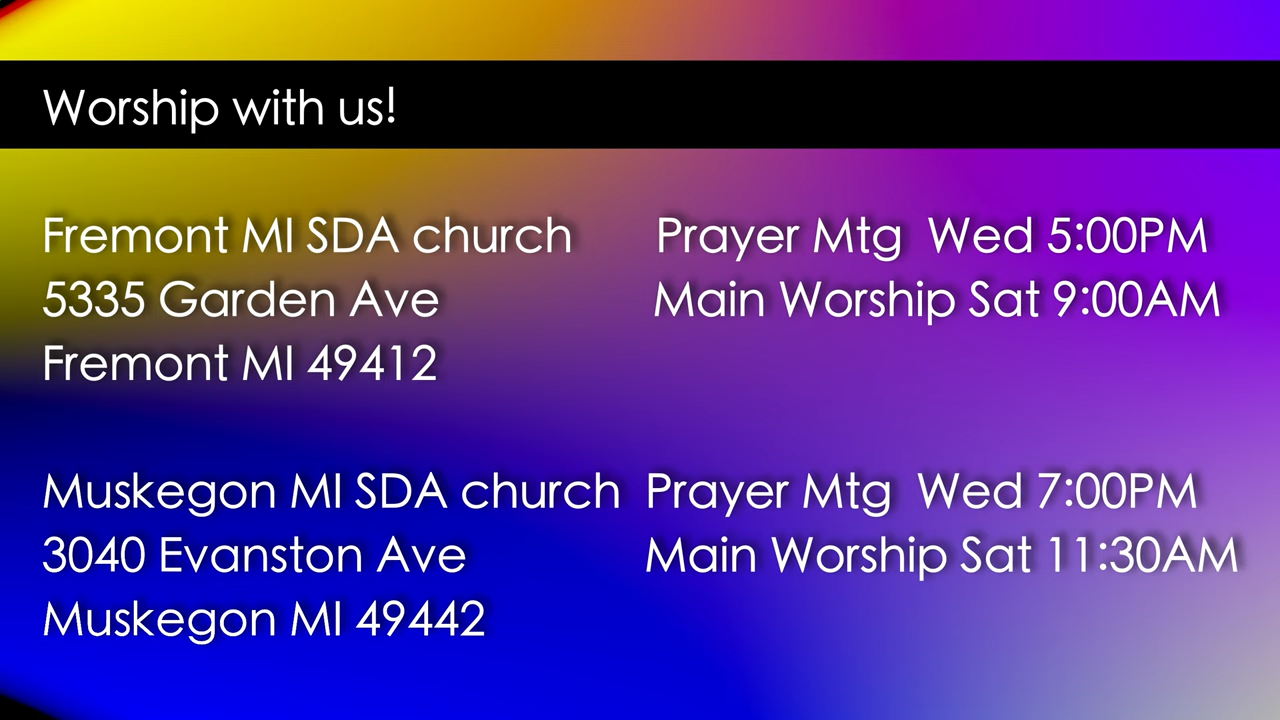 Worship with us!
Fremont MI SDA church Prayer Mtg Wed 5:00PM
5335 Garden Ave Main Worship Sat 9:00AM
Fremont MI 49412
Muskegon MI SDA church Prayer Mtg Wed 7:00PM
3040 Evanston Ave Main Worship Sat 11:30AM
Muskegon MI 49442